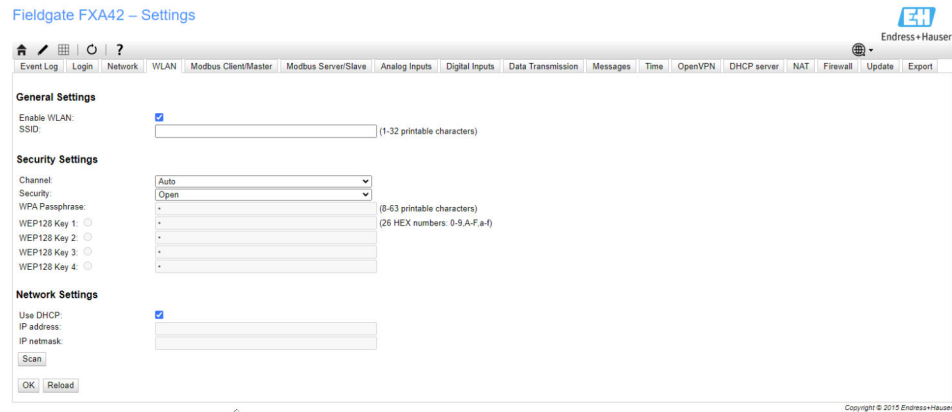 Fieldgate FXA42 – Settings
EH
Endress+Hauser
?
Event Log Login Network WLAN Modbus Client/Master Modbus Server/Slave Analog Inputs Digital Inputs Data Transmission Messages Time OpenVPN DHCP server NAT Firewall Update Export
General Settings
Enable WLAN:
SSID: (1-32 printable characters)
Security Settings
Channel: Auto
Security: Open
WPA Passphrase: • (8-63 printable characters)
WEP128 Key 1: • (26 HEX numbers: 0-9,A-F,a-f)
WEP128 Key 2: •
WEP128 Key 3: •
WEP128 Key 4: •
Network Settings
Use DHCP:
IP address:
IP netmask:
Scan
OK Reload
Copyright © 2015 Endress+Hauser